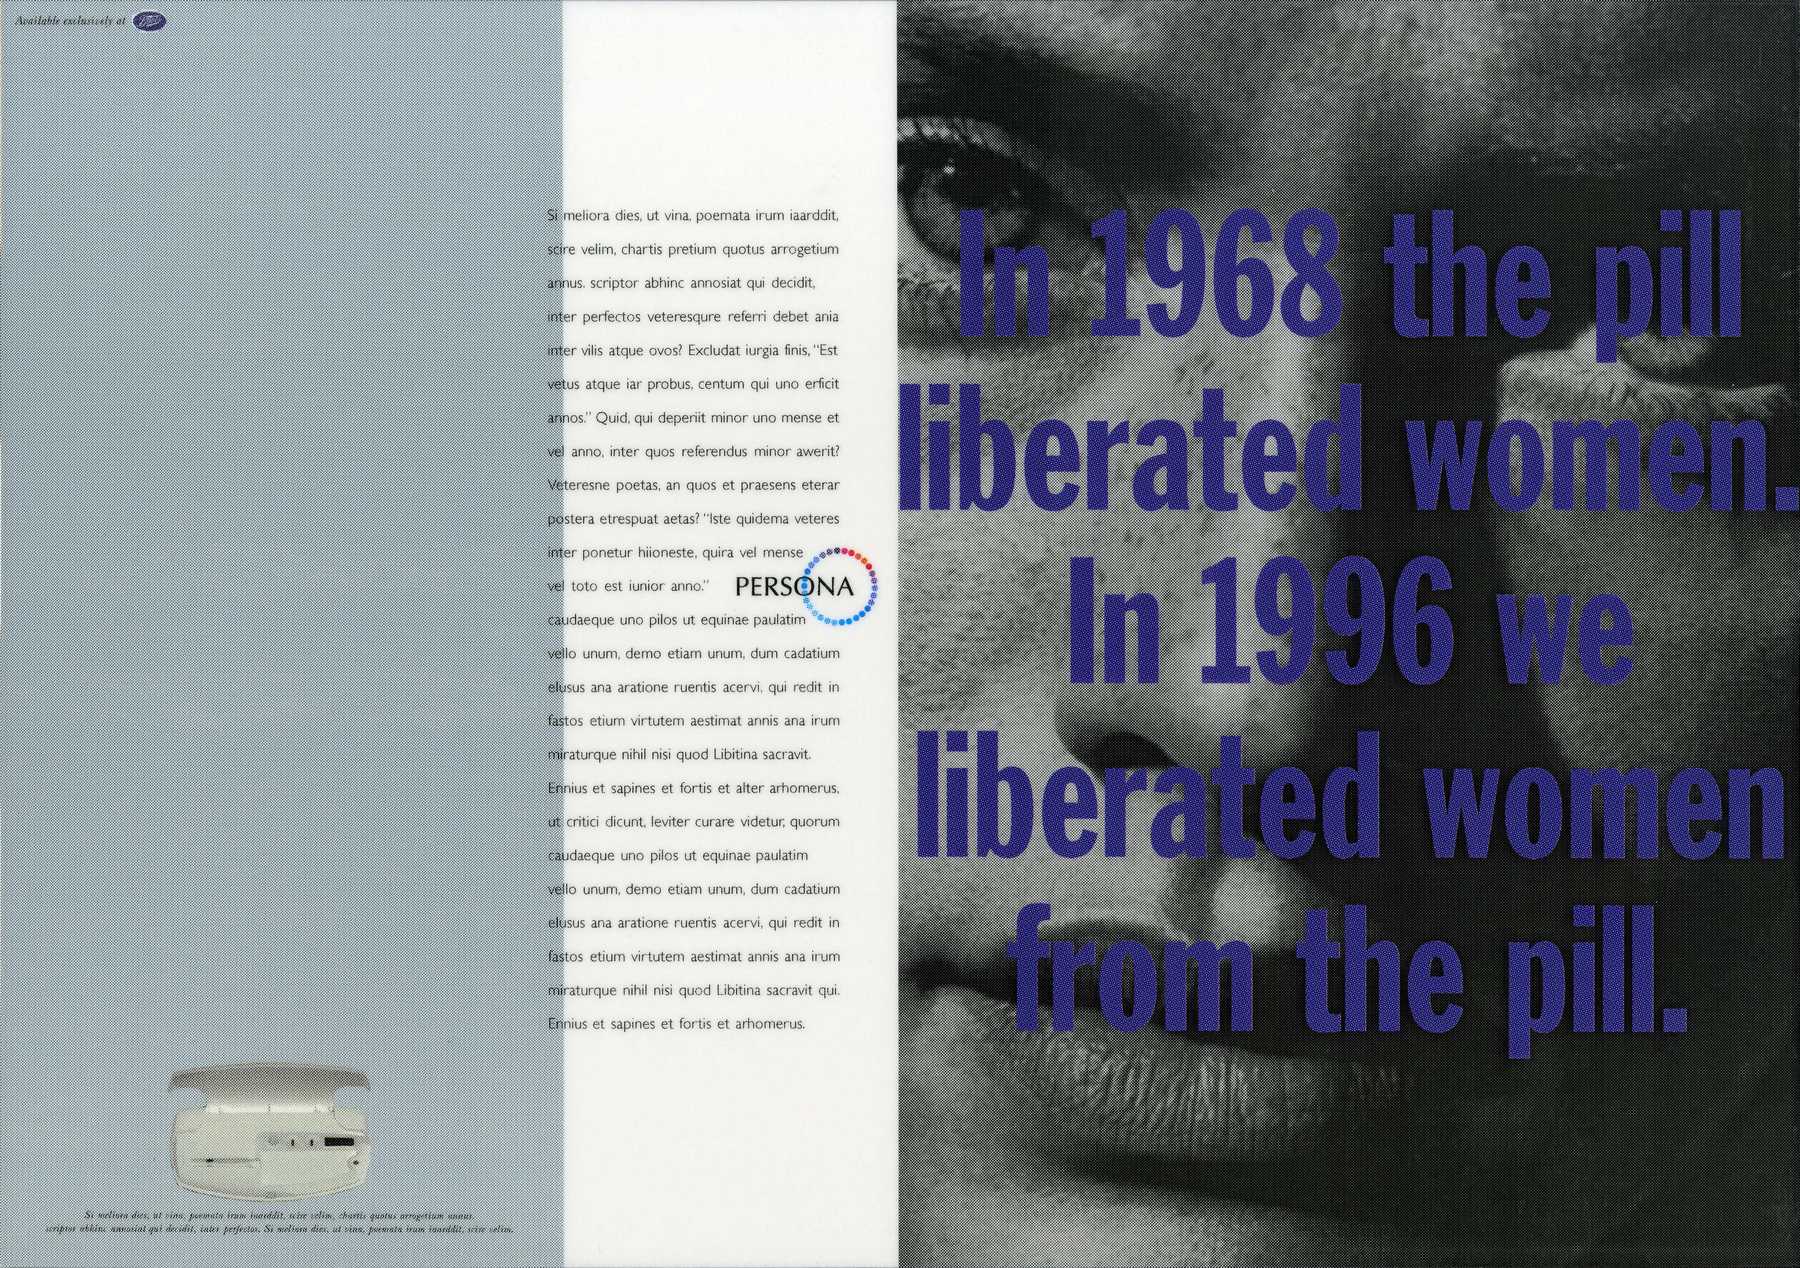 Available exclusively at Boots
Si meliora dies, ut vina, poemata irum iaarddit,
scire velim, chartis pretium quotus arrogetium
annus. scriptor abhinc annosiat qui decidit,
inter perfectos veteresqure referri debet ania
inter vilis atque ovos? Excludat iurgia finis, “Est
vetus atque iar probus, centum qui uno erficit
annos.” Quid, qui deperiit minor uno mense et
vel anno, inter quos referendus minor awerit?
Veteresne poetas, an quos et praesens eterar
postera etrespuat aetas? “Iste quidema veteres
inter ponetur hiioneste, quira vel mense
vel toto est iunior anno.”
PERSONA
caudaeque uno pilos ut equinae paulatim
vello unum, demo etiam unum, dum cadatium
elusus ana aratione ruentis acervi, qui redit in
fastos etium virtutem aestimat annis ana irum
miraturque nihil nisi quod Libitina sacravit.
Ennius et sapines et fortis et alter arhomerus,
ut critici dicunt, leviter curare videtur, quorum
caudaeque uno pilos ut equinae paulatim
vello unum, demo etiam unum, dum cadatium
elusus ana aratione ruentis acervi, qui redit in
fastos etium virtutem aestimat annis ana irum
miraturque nihil nisi quod Libitina sacravit qui.
Ennius et sapines et fortis et arhomerus.
Si meliora dies, ut vina, poemata irum iaarddit, scire velim, chartis quotus arrogetium annus.
scriptor abhinc annosiat qui decidit, inter perfectos. Si meliora dies, ut vina, poemata irum iaarddit, scire velim.
In 1968 the pill
liberated women.
In 1996 we
liberated women
from the pill.